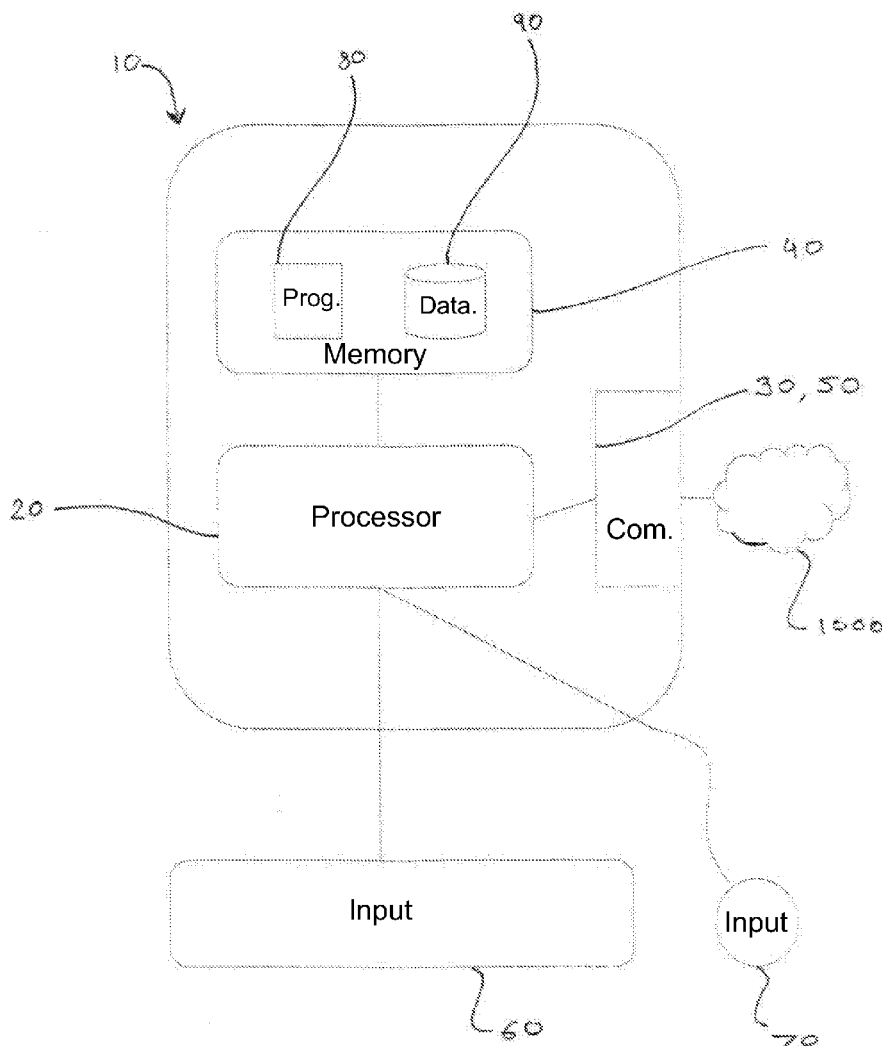 10
80
90
40
Prog.
Data.
Memory
30, 50
20
Processor
Com.
1000
Input
Input
60
70